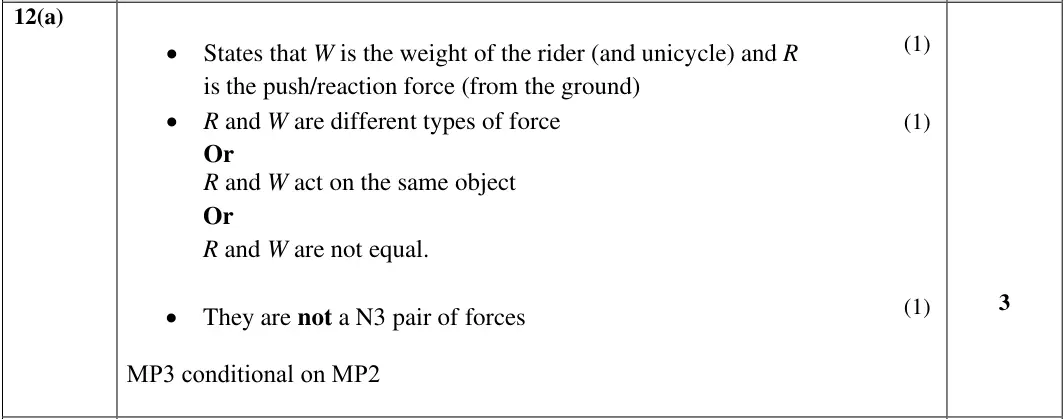 12(a)
• States that W is the weight of the rider (and unicycle) and R (1)
is the push/reaction force (from the ground)
• R and W are different types of force (1)
Or
R and W act on the same object
Or
R and W are not equal.
• They are not a N3 pair of forces (1) 3
MP3 conditional on MP2